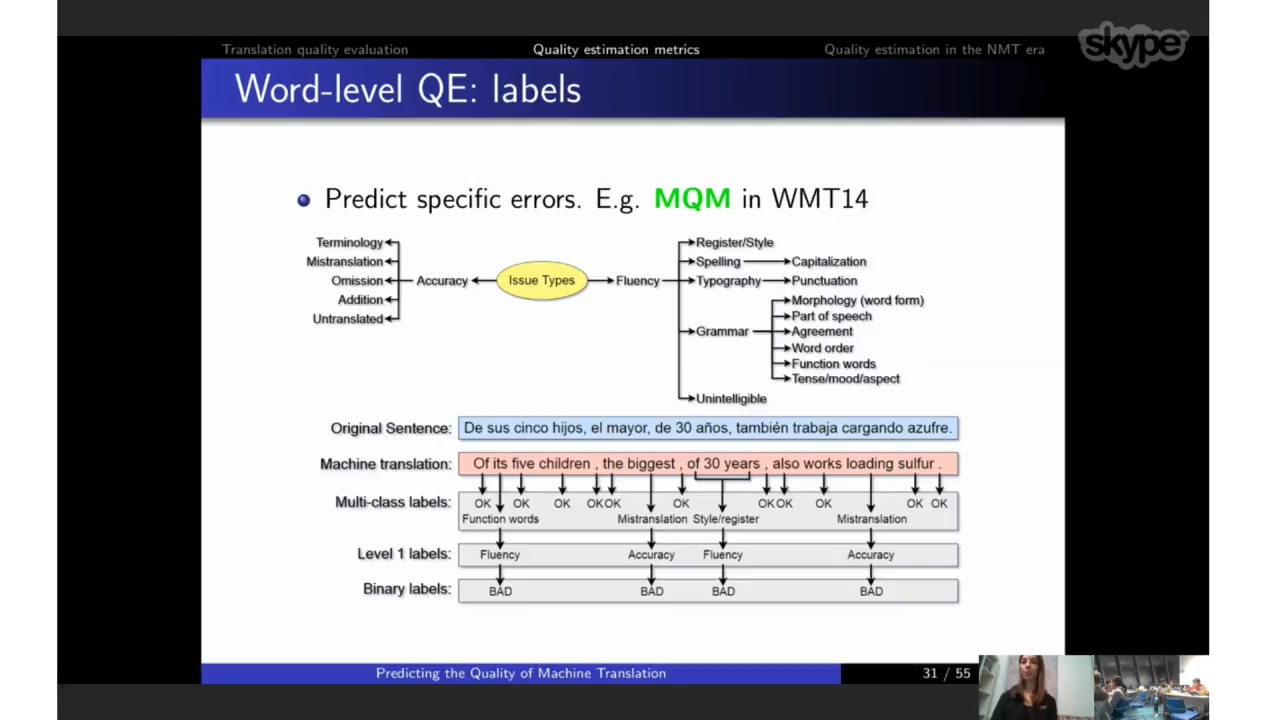 Translation quality evaluation Quality estimation metrics Quality estimation in the NMT era
skype
Word-level QE: labels
Predict specific errors. E.g. MQM in WMT14
Terminology
Mistranslation
Omission
Addition
Untranslated
Accuracy
Issue Types
Fluency
Register/Style
Spelling
Capitalization
Typography
Punctuation
Grammar
Morphology (word form)
Part of speech
Agreement
Word order
Function words
Tense/mood/aspect
Unintelligible
Original Sentence: De sus cinco hijos, el mayor, de 30 años, también trabaja cargando azufre.
Machine translation: Of its five children , the biggest , of 30 years , also works loading sulfur .
Multi-class labels: OK OK OK OK OK OK OK OK OK OK OK
Function words Mistranslation Style/register Mistranslation
Level 1 labels: Fluency Accuracy Fluency Accuracy
Binary labels: BAD BAD BAD BAD
Predicting the Quality of Machine Translation 31 / 55